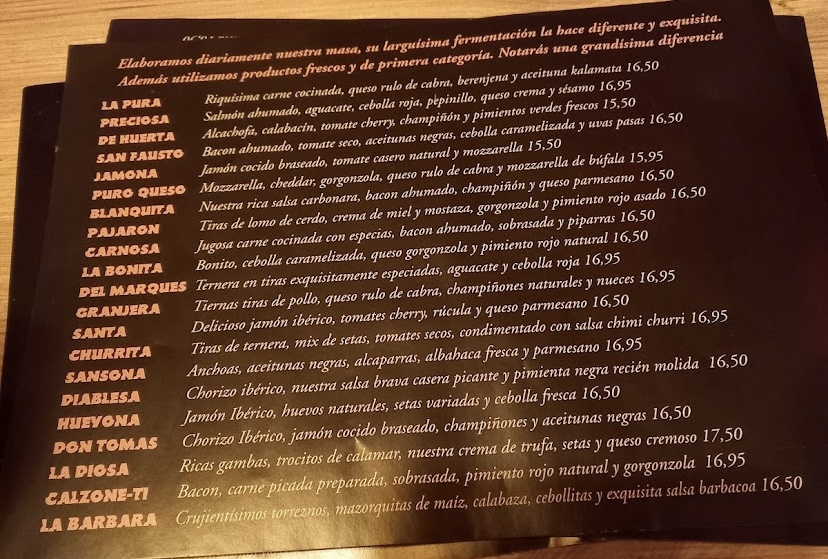 Elaboramos diariamente nuestra masa, su larguísima fermentación la hace diferente y exquisita.
Además utilizamos productos frescos y de primera categoría. Notarás una grandísima diferencia
LA PURA Riquísima carne cocinada, queso rulo de cabra, berenjena y aceituna kalamata 16,50
PRECIOSA Salmón ahumado, aguacate, cebolla roja, pepinillo, queso crema y sésamo 16,95
DE HUERTA Alcachofa, calabacín, tomate cherry, champiñón y pimientos verdes frescos 15,50
SAN FAUSTO Bacon ahumado, tomate seco, aceitunas negras, cebolla caramelizada y uvas pasas 16,50
JAMONA Jamón cocido braseado, tomate casero natural y mozzarella 15.50
PURO QUESO Mozzarella, cheddar, gorgonzola, queso rulo de cabra y mozzarella de búfala 15,95
BLANQUITA Nuestra rica salsa carbonara, bacon ahumado, champiñón y queso parmesano 16,50
PAJARON Tiras de lomo de cerdo, crema de miel y mostaza, gorgonzola y pimiento rojo asado 16,50
CARNOSA Jugosa carne cocinada con especias, bacon ahumado, sobrasada y piparras 16,50
LA BONITA Bonito, cebolla caramelizada, queso gorgonzola y pimiento rojo natural 16,50
DEL MARQUES Ternera en tiras exquisitamente especiadas, aguacate y cebolla roja 16,95
GRANJERA Tiernas tiras de pollo, queso rulo de cabra, champiñones naturales y nueces 16,95
SANTA Delicioso jamón ibérico, tomates cherry, rúcula y queso parmesano 16,50
CHURRITA Tiras de ternera, mix de setas, tomates secos, condimentado con salsa chimi churri 16,95
SANSONA Anchoas, aceitunas negras, alcaparras, albahaca fresca y parmesano 16,95
DIABLESA Chorizo ibérico, nuestra salsa brava casera picante y pimienta negra recién molida 16,50
HUEVONA Jamón Ibérico, huevos naturales, setas variadas y cebolla fresca 16,50
DON TOMAS Chorizo Ibérico, jamón cocido braseado, champiñones y aceitunas negras 16,50
LA DIOSA Ricas gambas, trocitos de calamar, nuestra crema de trufa, setas y queso cremoso 17,50
CALZONE-TI Bacon, carne picada preparada, sobrasada, pimiento rojo natural y gorgonzola 16,95
LA BARBARA Crujientísimos torreznos, mazorquitas de maíz, calabaza, cebollitas y exquisita salsa barbacoa 16,50